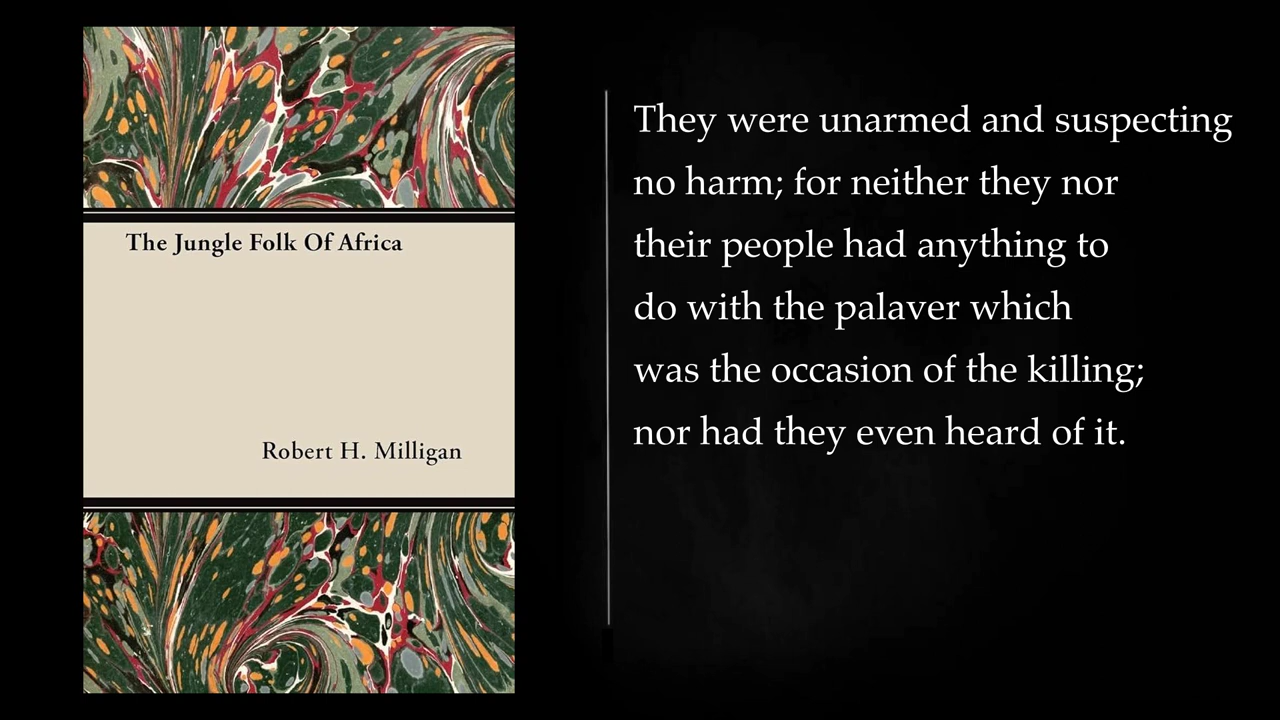 The Jungle Folk Of Africa
Robert H. Milligan
They were unarmed and suspecting
no harm; for neither they nor
their people had anything to
do with the palaver which
was the occasion of the killing;
nor had they even heard of it.